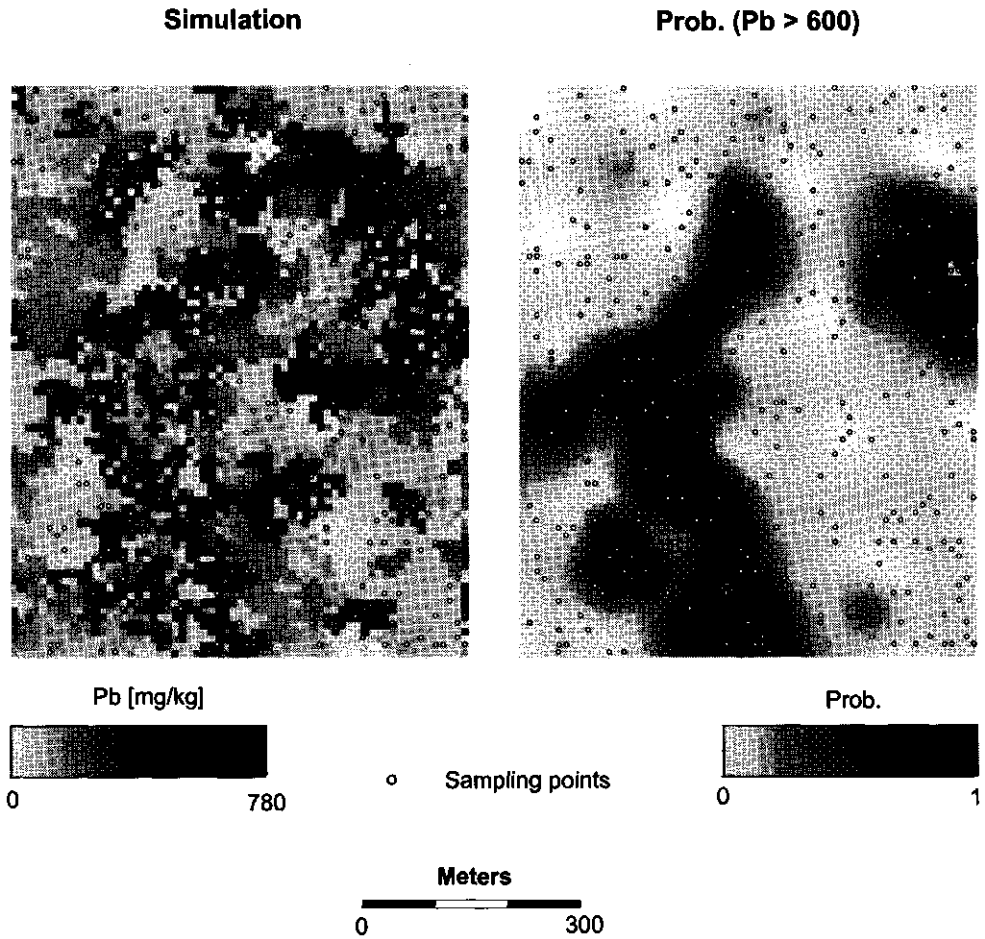 Simulation
Prob. (Pb > 600)
Pb [mg/kg]
0 780
Sampling points
Prob.
0 1
Meters
0 300